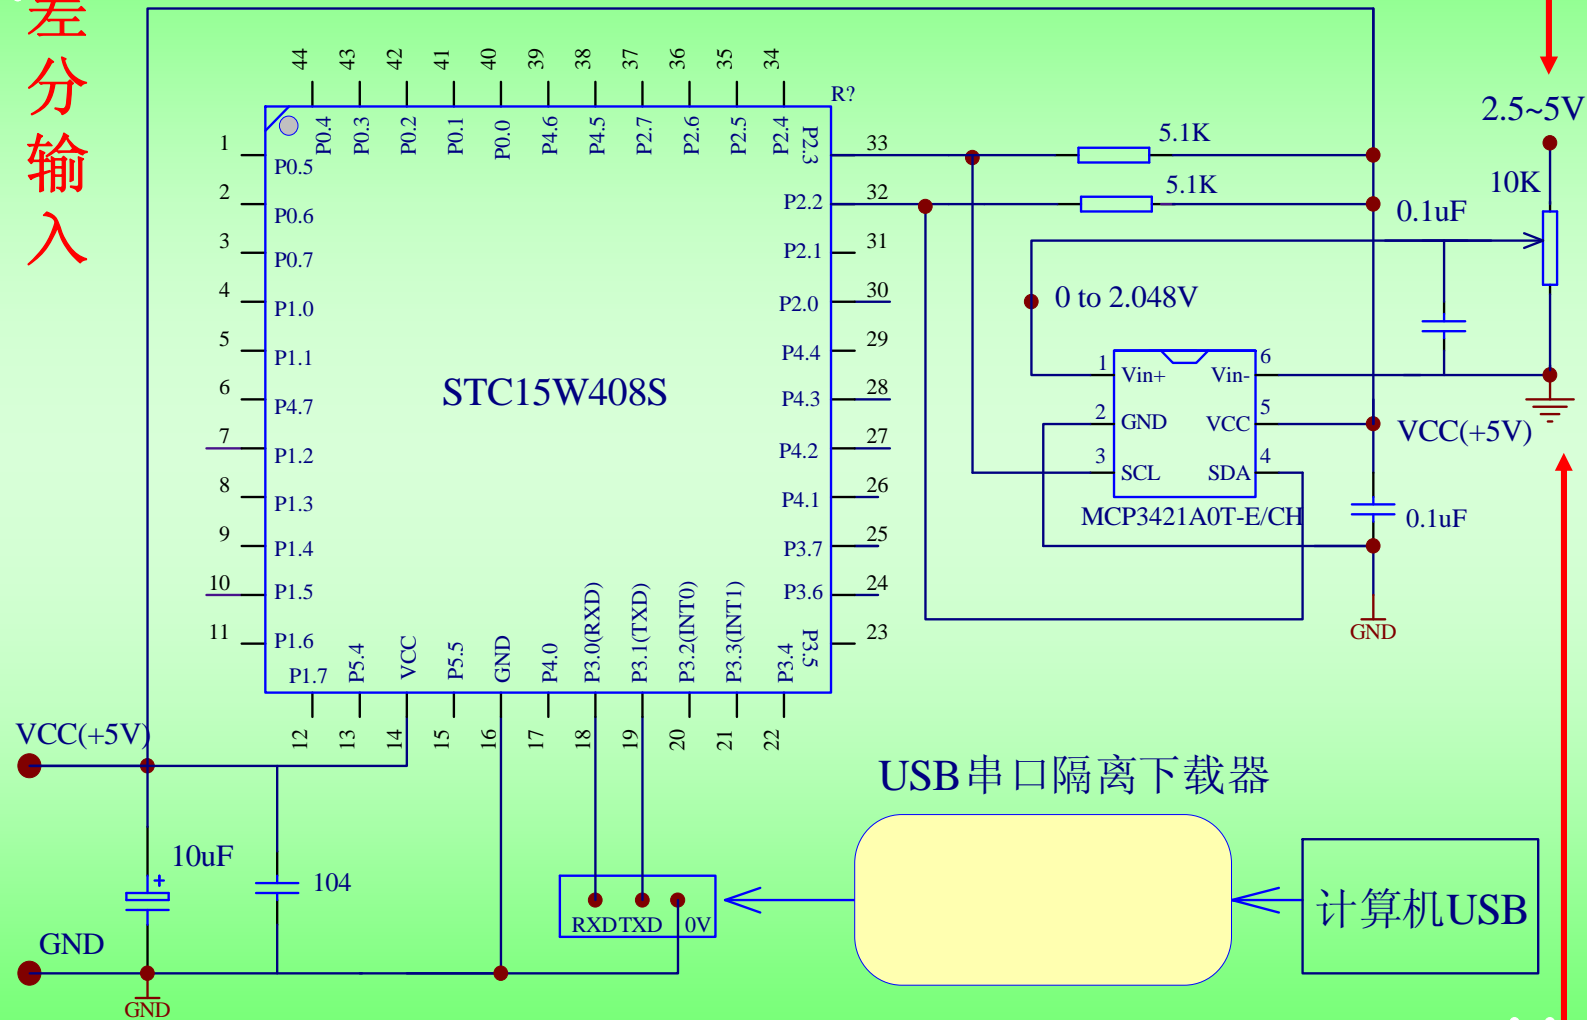 差
分
输
入
44 43 42 41 40 39 38 37 36 35 34
R?
P0.4 P0.3 P0.2 P0.1 P0.0 P4.6 P4.5 P2.7 P2.6 P2.5 P2.4
1 P0.5
2 P0.6
3 P0.7
4 P1.0
5 P1.1
6 P4.7
7 P1.2
8 P1.3
9 P1.4
10 P1.5
11 P1.6
STC15W408S
P2.3 33
P2.2 32
P2.1 31
P2.0 30
P4.4 29
P4.3 28
P4.2 27
P4.1 26
P3.7 25
P3.6 24
P3.5 23
P1.7 P5.4 VCC P5.5 GND P4.0 P3.0(RXD) P3.1(TXD) P3.2(INT0) P3.3(INT1) P3.4
12 13 14 15 16 17 18 19 20 21 22
5.1K
5.1K
2.5~5V
10K
0.1uF
0 to 2.048V
1 Vin+ Vin- 6
2 GND VCC 5
3 SCL SDA 4
MCP3421A0T-E/CH
VCC(+5V)
0.1uF
GND
VCC(+5V)
10uF
+
104
GND
GND
RXD TXD 0V
USB串口隔离下载器
计算机USB